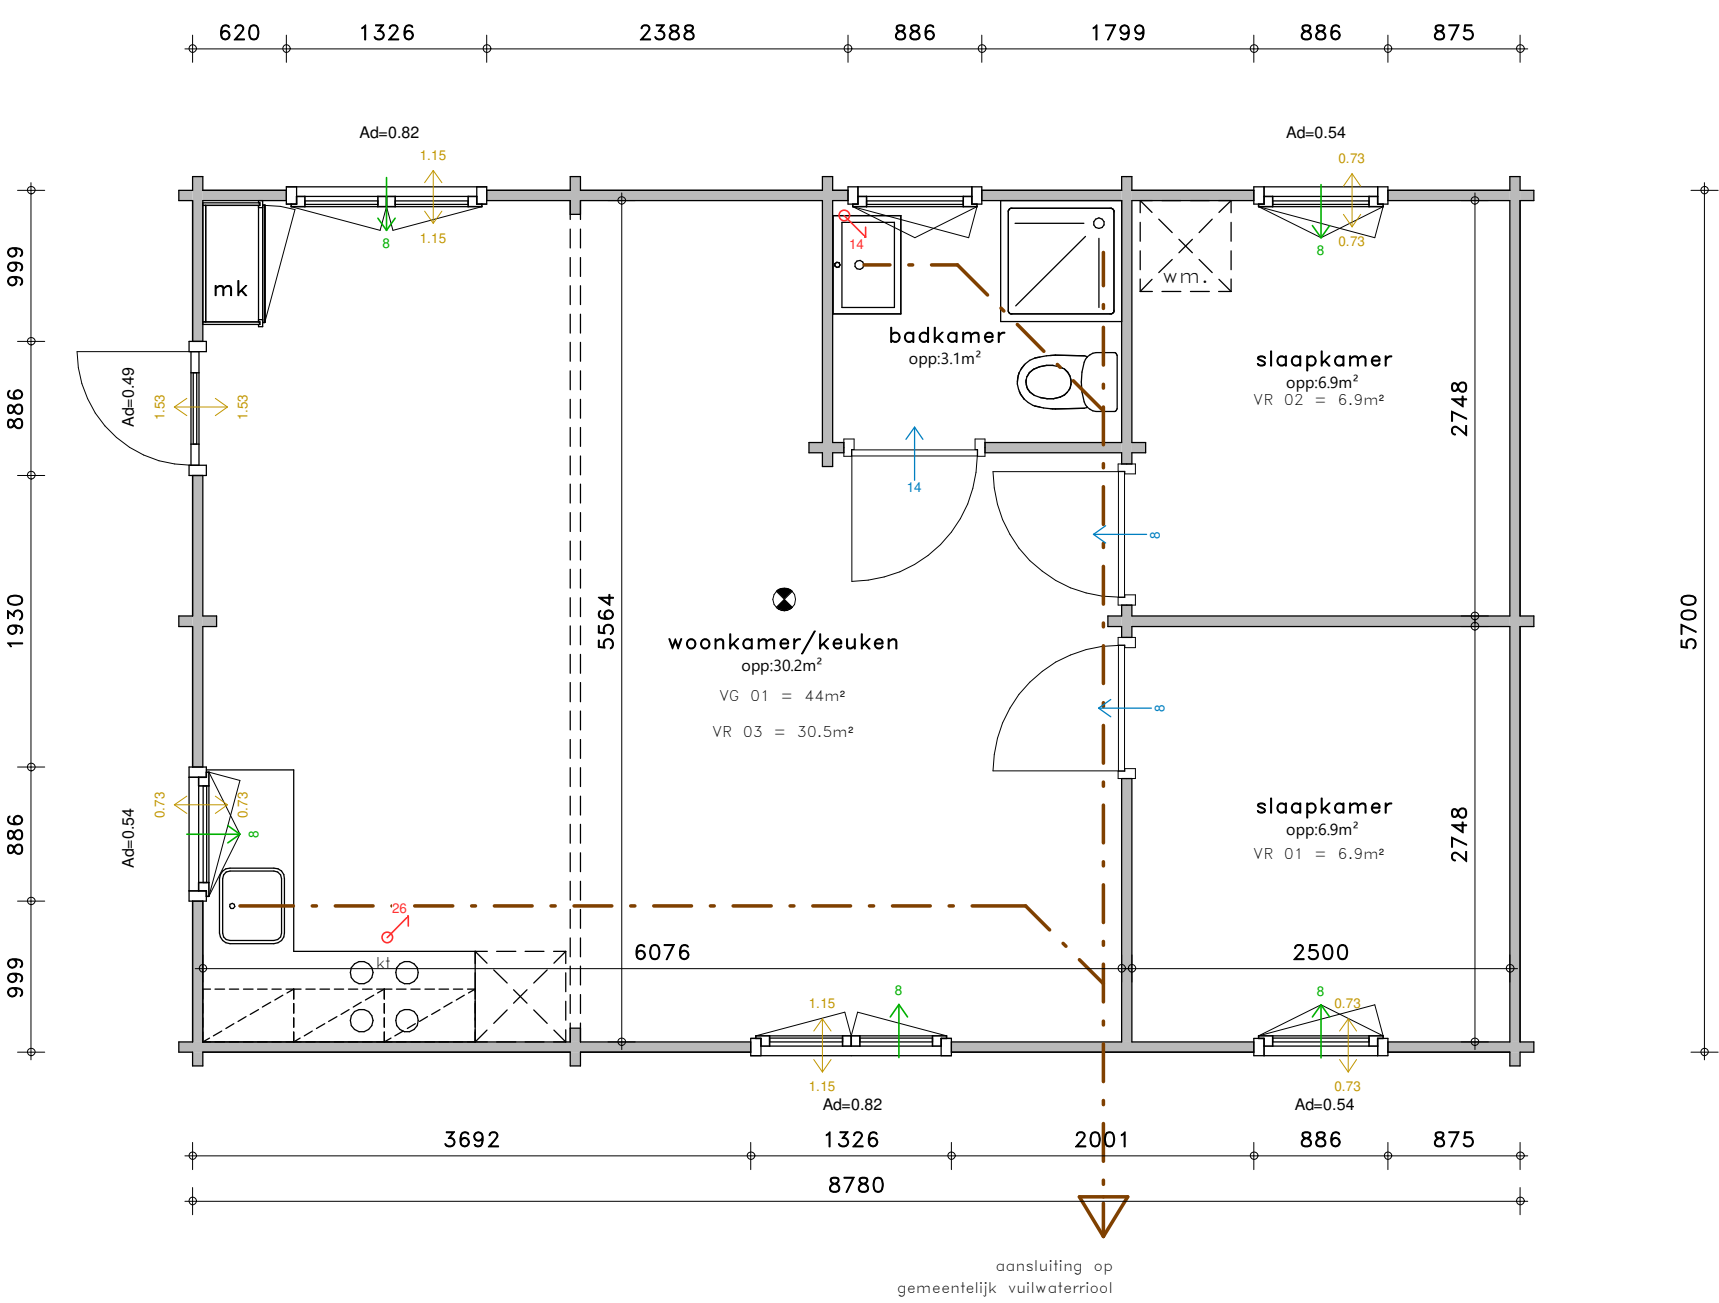 620 1326 2388 886 1799 886 875
Ad=0.82 Ad=0.54
1.15 0.73
1.15 8 0.73 8
14
mk
wm.
999
badkamer
opp:3.1m²
slaapkamer
opp:6.9m²
VR 02 = 6.9m²
2748
886
Ad=0.49
1.53 1.53
14
8
1930
5564
5700
woonkamer/keuken
opp:30.2m²
VG 01 = 44m²
VR 03 = 30.5m²
8
886
Ad=0.54
0.73 0.73
8
slaapkamer
opp:6.9m²
VR 01 = 6.9m²
2748
26
kt
6076 2500
999
1.15 8 8 0.73
1.15 0.73
Ad=0.82 Ad=0.54
3692 1326 2001 886 875
8780
aansluiting op
gemeentelijk vuilwaterriool